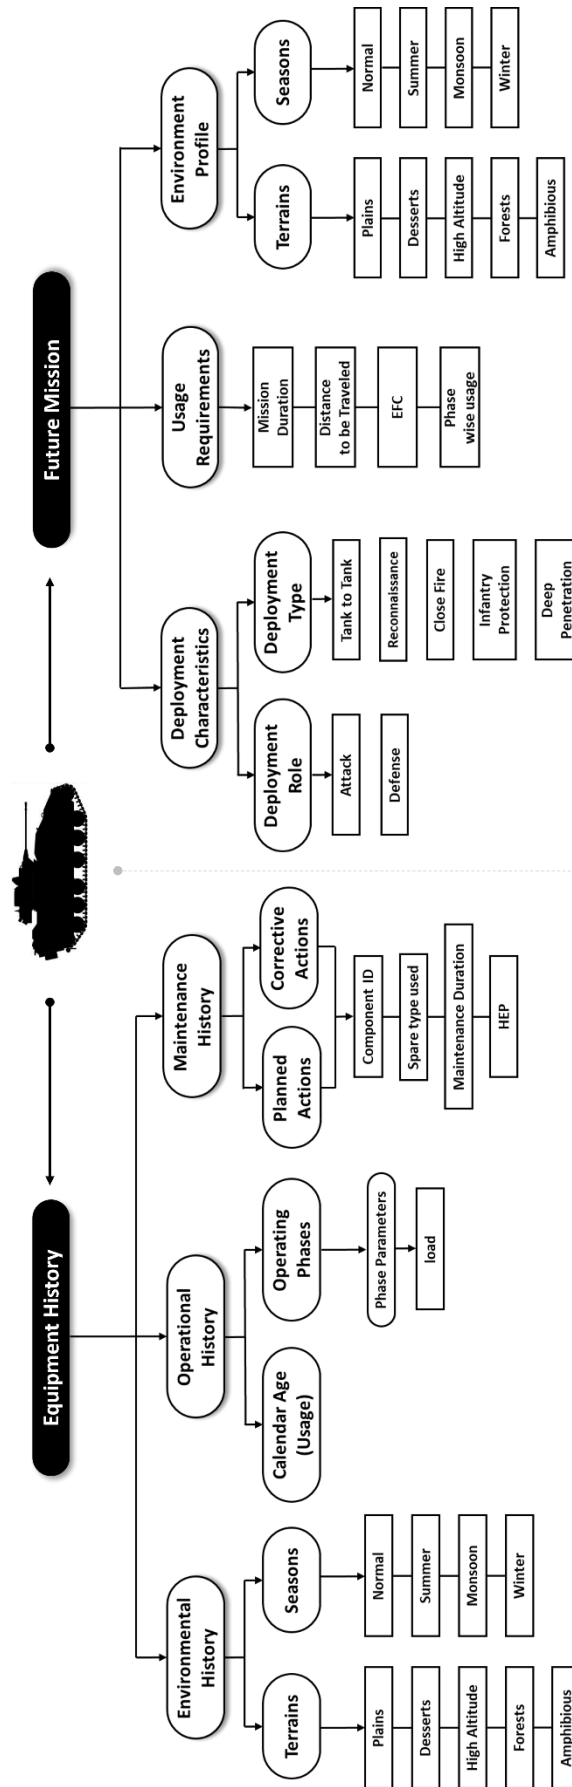 Equipment History
Future Mission
Environmental
History
Operational
History
Maintenance
History
Deployment
Characteristics
Usage
Requirements
Environment
Profile
Terrains
Seasons
Calendar Age
(Usage)
Operating
Phases
Planned
Actions
Corrective
Actions
Deployment
Role
Deployment
Type
Terrains
Seasons
Plains
Desserts
High Altitude
Forests
Amphibious
Normal
Summer
Monsoon
Winter
Phase Parameters
load
Component ID
Spare type used
Maintenance Duration
HEP
Attack
Defense
Tank to Tank
Reconnaissance
Close Fire
Infantry
Protection
Deep
Penetration
Mission
Duration
Distance
to be Traveled
EFC
Phase
wise usage
Plains
Desserts
High Altitude
Forests
Amphibious
Normal
Summer
Monsoon
Winter